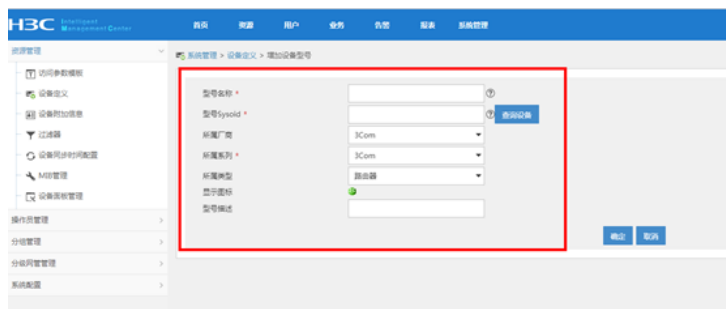 H3C Intelligent Management Center
首页 资源 用户 业务 告警 报表 系统管理
资源管理
系统管理 > 设备定义 > 增加设备型号
访问参数模板
设备定义
设备附加信息
过滤器
设备同步时间配置
MIB管理
设备面板管理
操作员管理
分组管理
分级网管管理
系统配置
型号名称 *
型号Sysoid * 查询设备
所属厂商 3Com
所属系列 * 3Com
所属类型 路由器
显示图标
型号描述
确定 取消